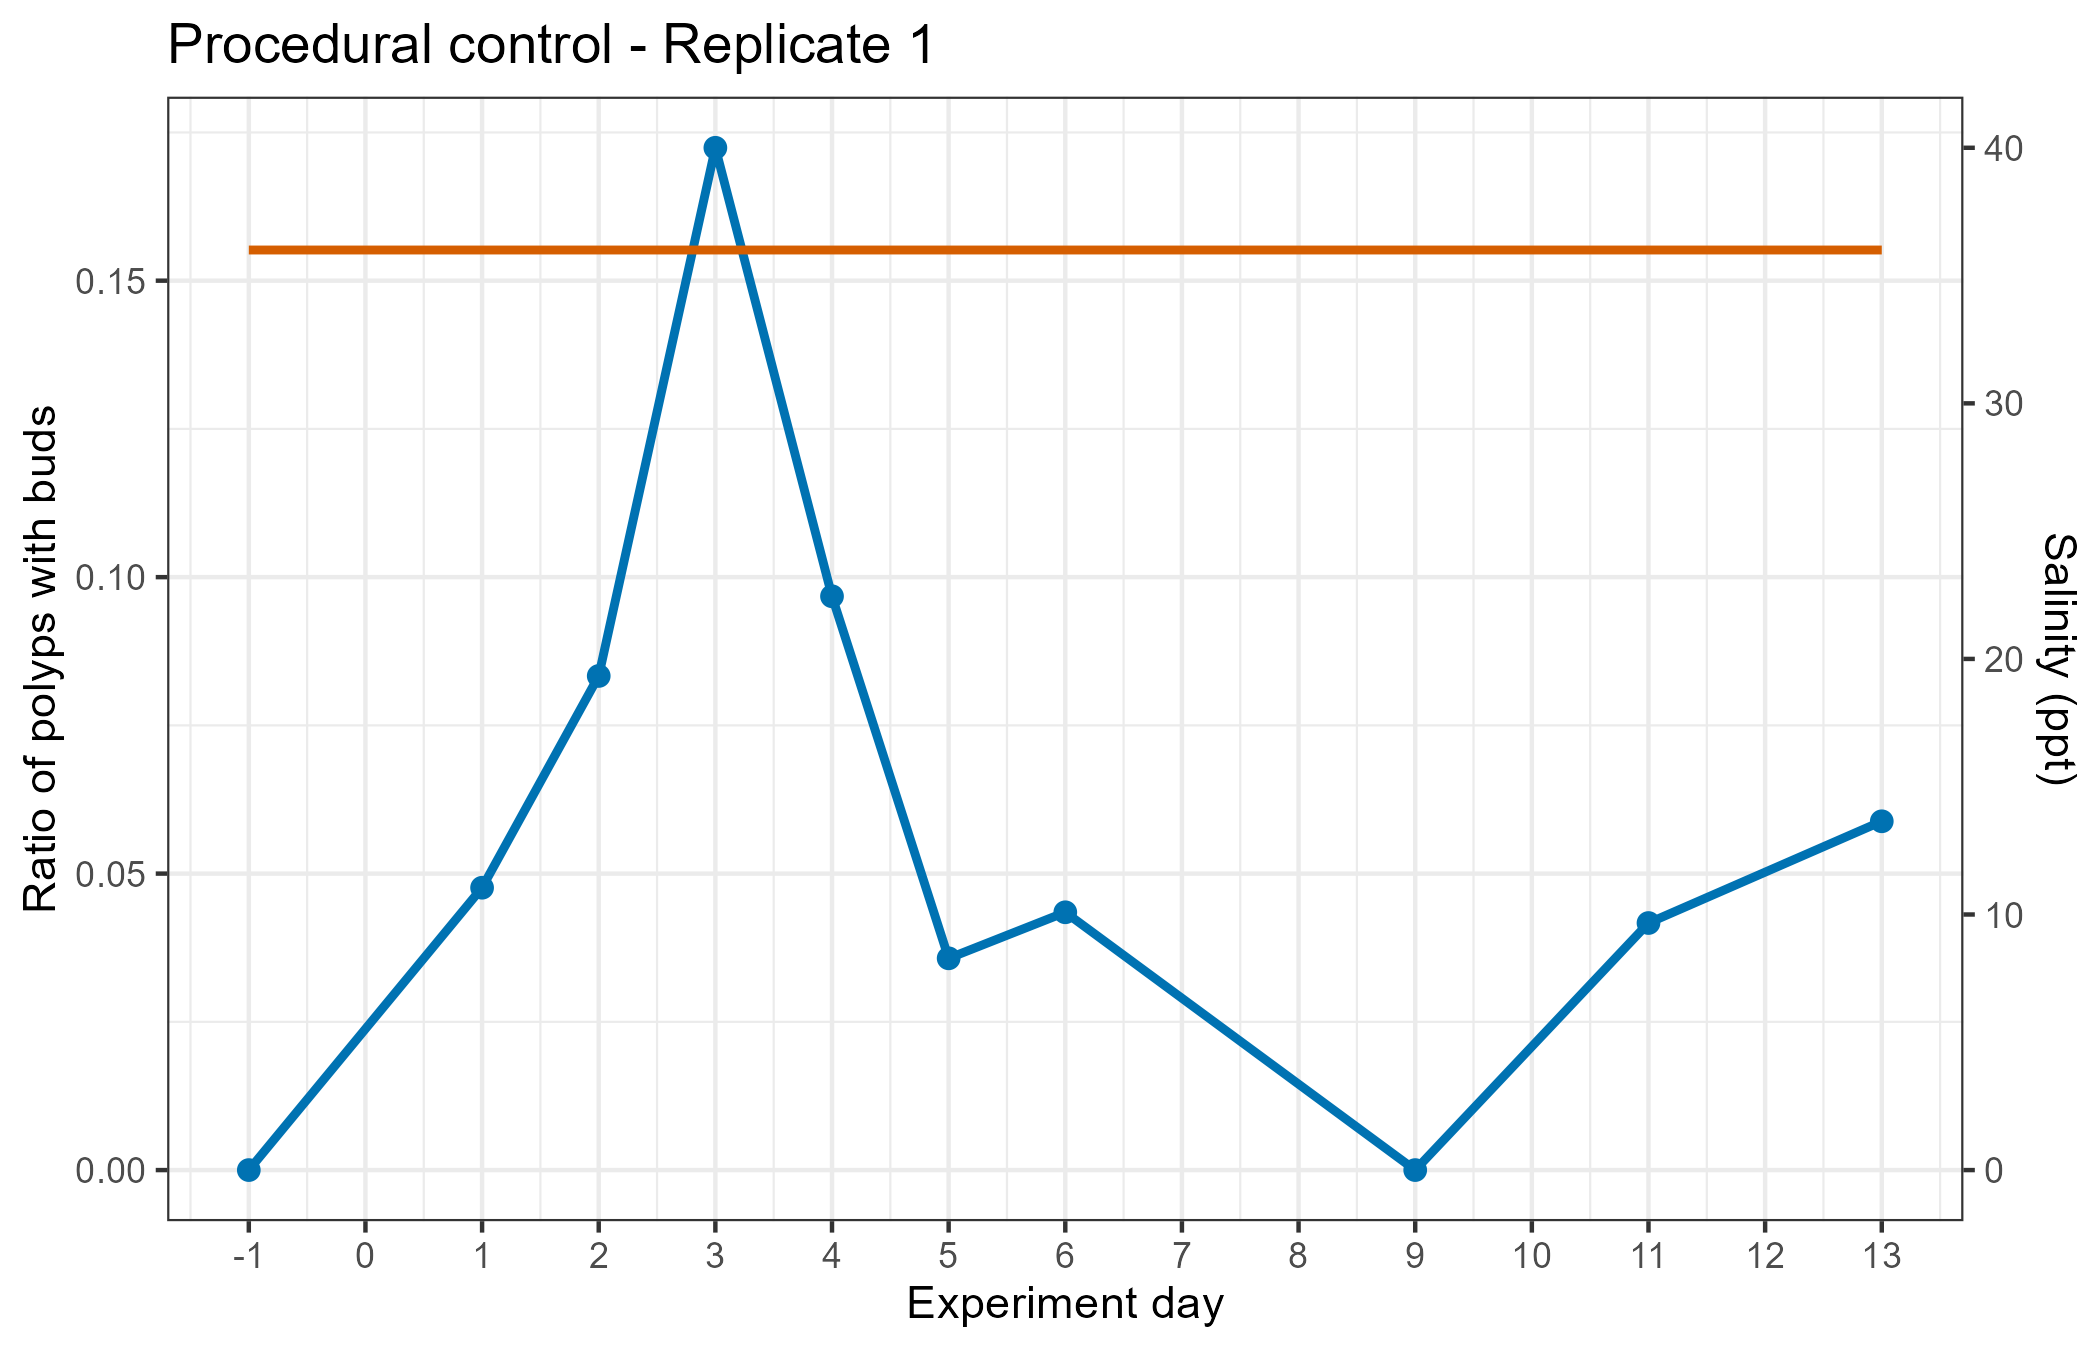 Procedural control - Replicate 1
Ratio of polyps with buds
0.15
0.10
0.05
0.00
40
30
20
10
0
Salinity (ppt)
-1 0 1 2 3 4 5 6 7 8 9 10 11 12 13
Experiment day